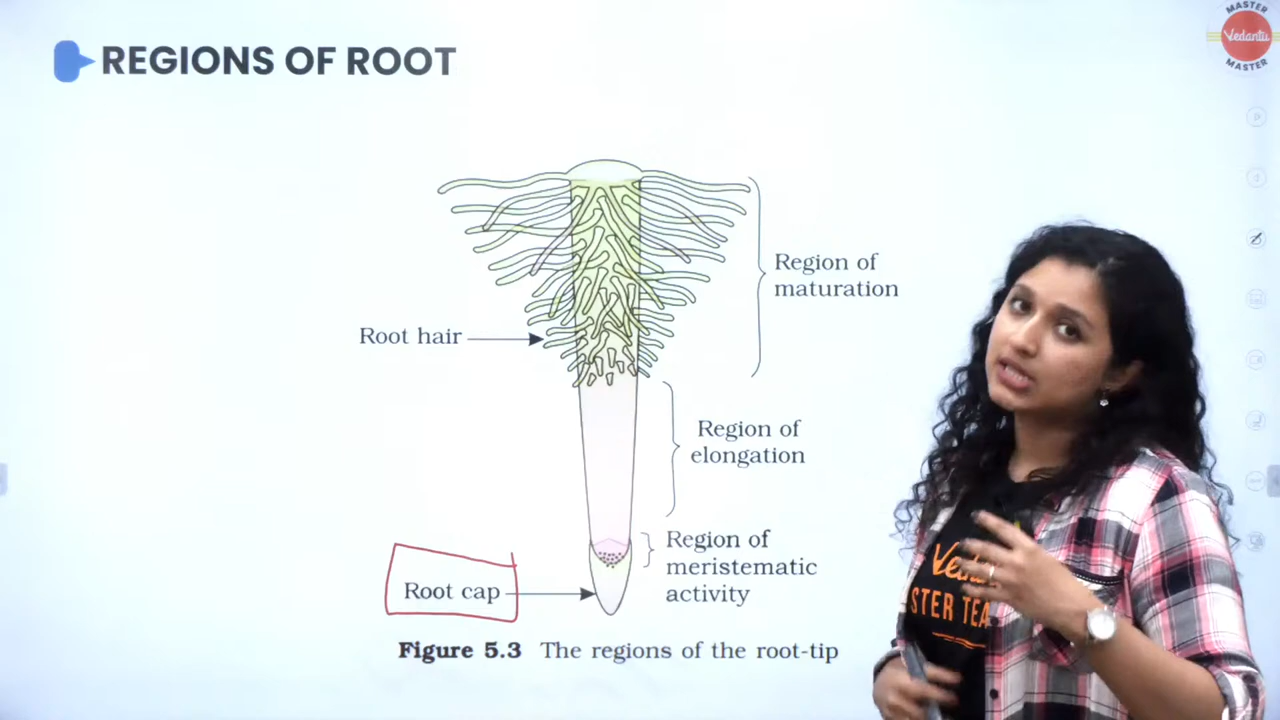 REGIONS OF ROOT
MASTER
Vedantu
MASTER
Region of
maturation
Root hair
Region of
elongation
Region of
meristematic
activity
Root cap
Figure 5.3 The regions of the root-tip
STER TEA